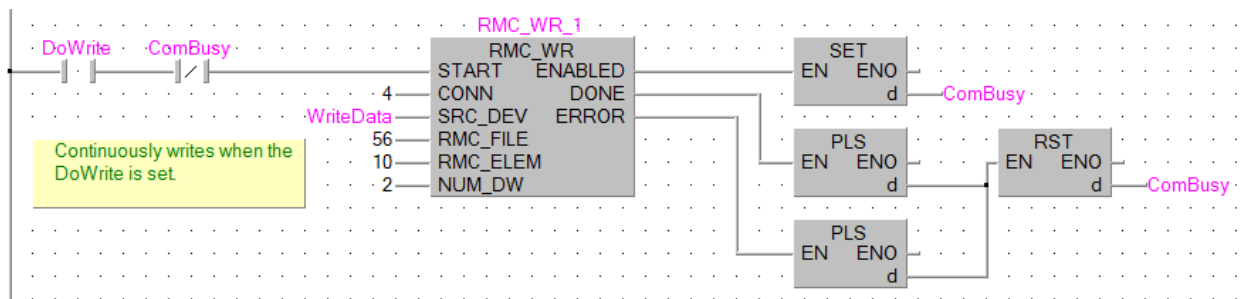 RMC_WR_1
DoWrite ComBusy
RMC_WR
START ENABLED
4 CONN DONE
WriteData SRC_DEV ERROR
56 RMC_FILE
10 RMC_ELEM
2 NUM_DW
SET
EN ENO
d ComBusy
PLS
EN ENO
d
RST
EN ENO
d ComBusy
PLS
EN ENO
d
Continuously writes when the
DoWrite is set.